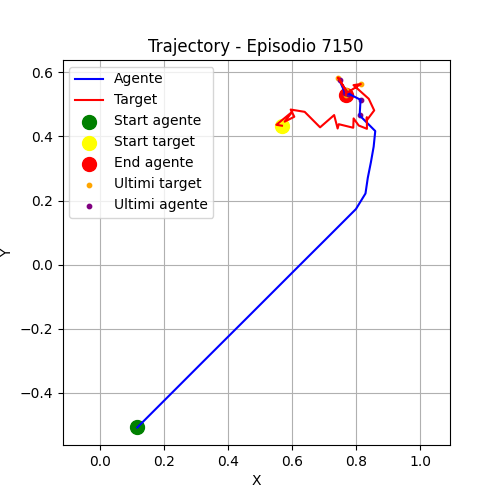 Trajectory - Episodio 7150
Agente
Target
Start agente
Start target
End agente
Ultimi target
Ultimi agente
0.6
0.4
0.2
0.0
−0.2
−0.4
Y
0.0 0.2 0.4 0.6 0.8 1.0
X